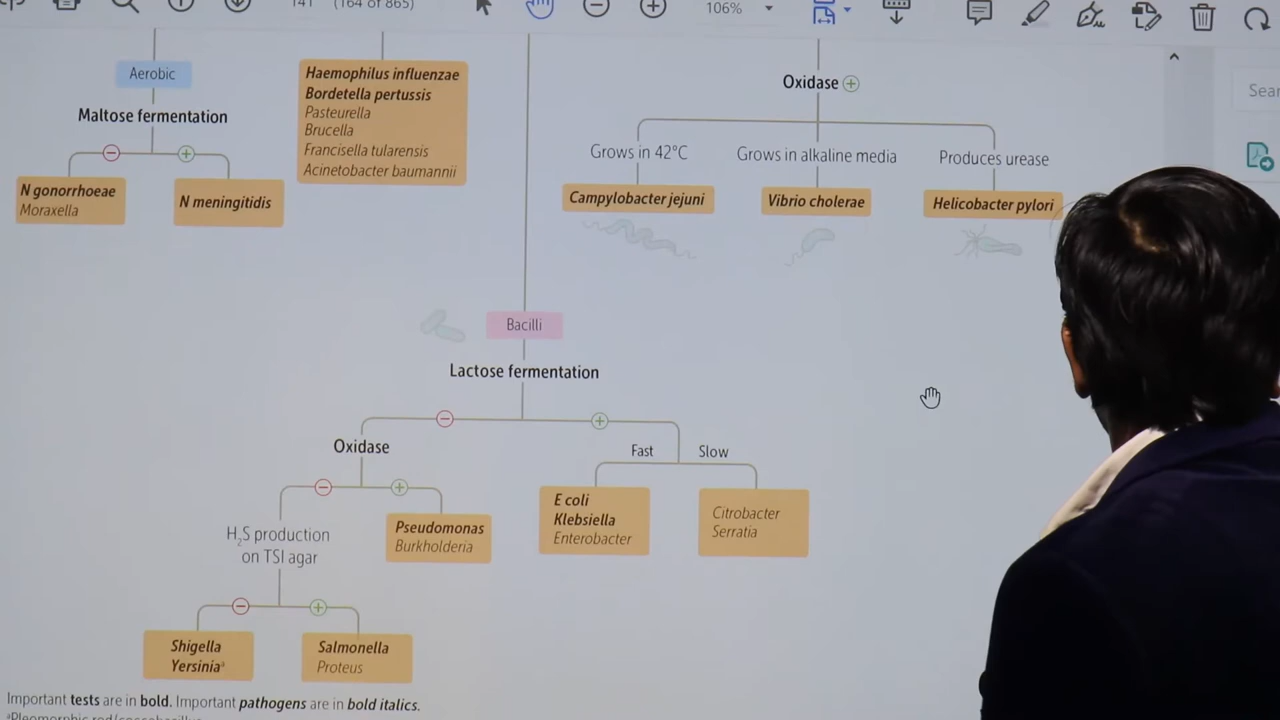 141 (164 of 865)
106%
Aerobic
Maltose fermentation
N gonorrhoeae
Moraxella
N meningitidis
Haemophilus influenzae
Bordetella pertussis
Pasteurella
Brucella
Francisella tularensis
Acinetobacter baumannii
Oxidase
Grows in 42°C
Grows in alkaline media
Produces urease
Campylobacter jejuni
Vibrio cholerae
Helicobacter pylori
Bacilli
Lactose fermentation
Oxidase
Fast
Slow
E coli
Klebsiella
Enterobacter
Citrobacter
Serratia
H₂S production
on TSI agar
Pseudomonas
Burkholderia
Shigella
Yersiniaᵃ
Salmonella
Proteus
Important tests are in bold. Important pathogens are in bold italics.